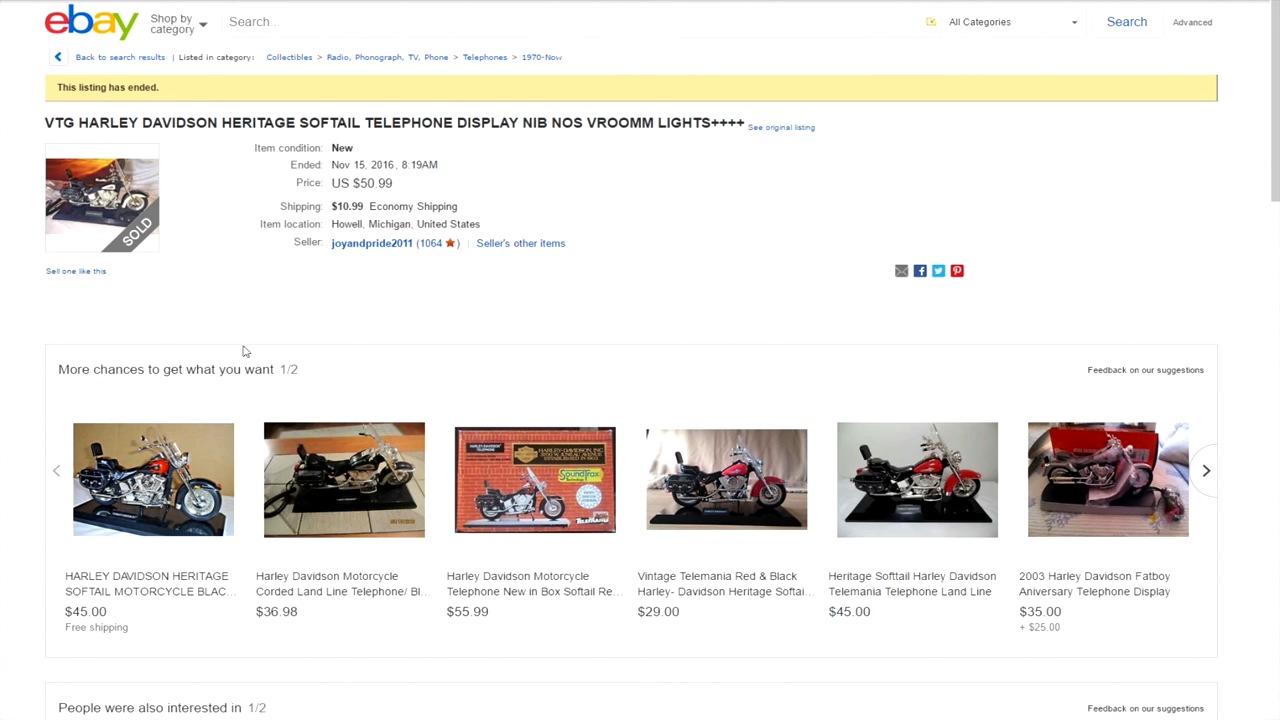 ebay
Shop by
category
Search...
All Categories
Search
Advanced
Back to search results | Listed in category: Collectibles > Radio, Phonograph, TV, Phone > Telephones > 1970-Now
This listing has ended.
VTG HARLEY DAVIDSON HERITAGE SOFTAIL TELEPHONE DISPLAY NIB NOS VROOMM LIGHTS++++ See original listing
SOLD
Item condition: New
Ended: Nov 15, 2016 , 8:19AM
Price: US $50.99
Shipping: $10.99 Economy Shipping
Item location: Howell, Michigan, United States
Seller: joyandpride2011 (1064 ) | Seller's other items
Sell one like this
More chances to get what you want 1/2
Feedback on our suggestions
HARLEY-DAVIDSON, INC.
SoundTrax
TeleMania
HARLEY DAVIDSON HERITAGE
SOFTAIL MOTORCYCLE BLAC...
$45.00
Free shipping
Harley Davidson Motorcycle
Corded Land Line Telephone/ Bl...
$36.98
Harley Davidson Motorcycle
Telephone New in Box Softail Re...
$55.99
Vintage Telemania Red & Black
Harley- Davidson Heritage Softai...
$29.00
Heritage Softtail Harley Davidson
Telemania Telephone Land Line
$45.00
2003 Harley Davidson Fatboy
Aniversary Telephone Display
$35.00
+ $25.00
People were also interested in 1/2
Feedback on our suggestions